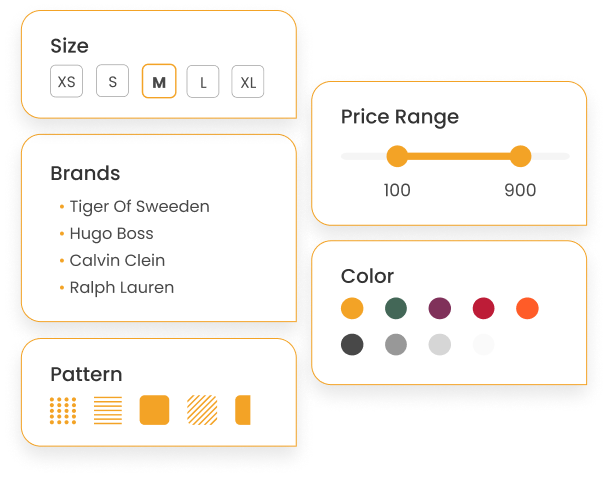 Size
XS S M L XL
Brands
• Tiger Of Sweeden
• Hugo Boss
• Calvin Clein
• Ralph Lauren
Pattern
Price Range
100 900
Color